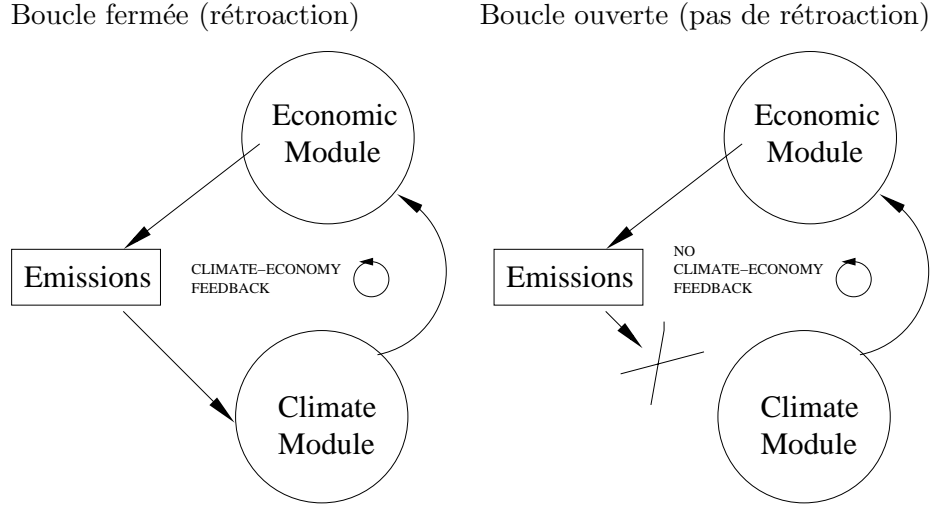 Boucle fermée (rétroaction)
Economic
Module
Emissions
CLIMATE–ECONOMY
FEEDBACK
Climate
Module
Boucle ouverte (pas de rétroaction)
Economic
Module
Emissions
NO
CLIMATE–ECONOMY
FEEDBACK
Climate
Module